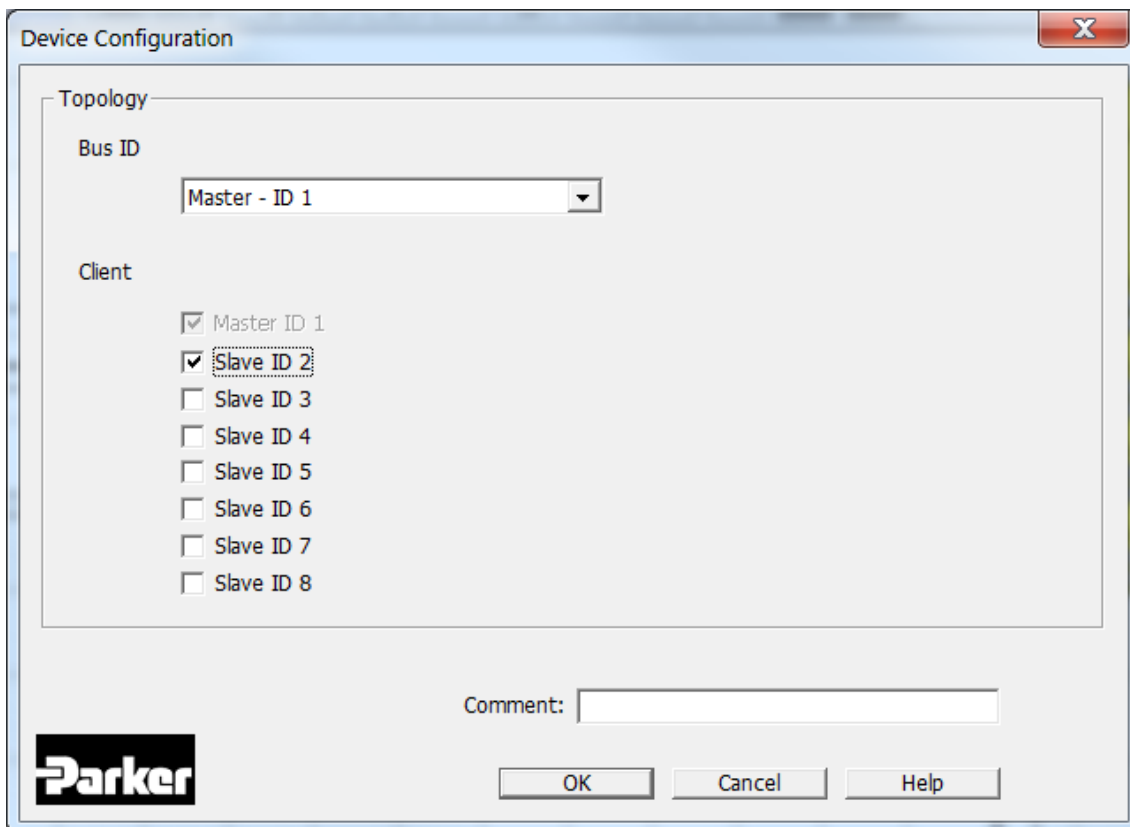 Device Configuration
Topology
Bus ID
Master - ID 1
Client
Master ID 1
Slave ID 2
Slave ID 3
Slave ID 4
Slave ID 5
Slave ID 6
Slave ID 7
Slave ID 8
Comment:
Parker
OK Cancel Help